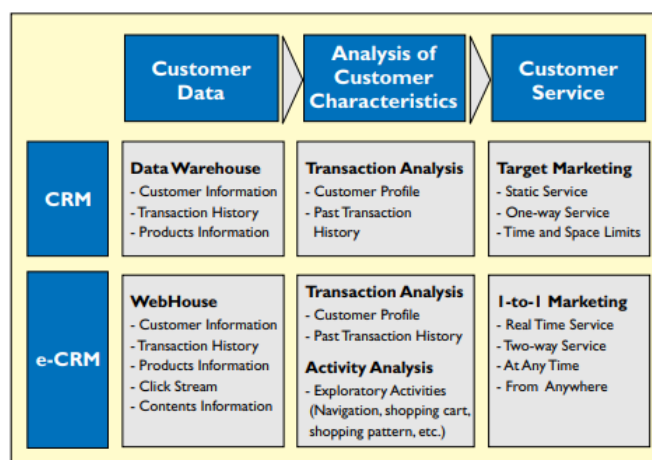 Customer
Data
Analysis of
Customer
Characteristics
Customer
Service
CRM
Data Warehouse
- Customer Information
- Transaction History
- Products Information
Transaction Analysis
- Customer Profile
- Past Transaction
History
Target Marketing
- Static Service
- One-way Service
- Time and Space Limits
e-CRM
WebHouse
- Customer Information
- Transaction History
- Products Information
- Click Stream
- Contents Information
Transaction Analysis
- Customer Profile
- Past Transaction History
Activity Analysis
- Exploratory Activities
(Navigation, shopping cart,
shopping pattern, etc.)
1-to-1 Marketing
- Real Time Service
- Two-way Service
- At Any Time
- From Anywhere